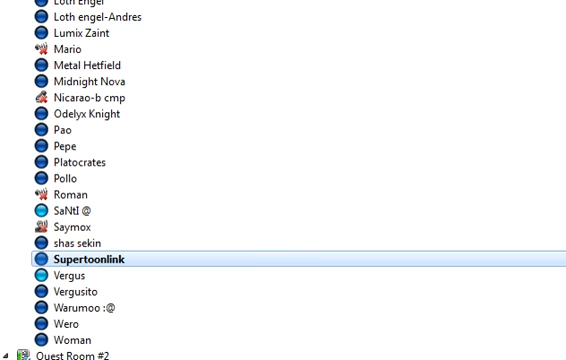 Loth Engel
Loth engel-Andres
Lumix Zaint
Mario
Metal Hetfield
Midnight Nova
Nicarao-b cmp
Odelyx Knight
Pao
Pepe
Platocrates
Pollo
Roman
SaNtI @
Saymox
shas sekin
Supertoonlink
Vergus
Vergusito
Warumoo :@
Wero
Woman
Quest Room #2